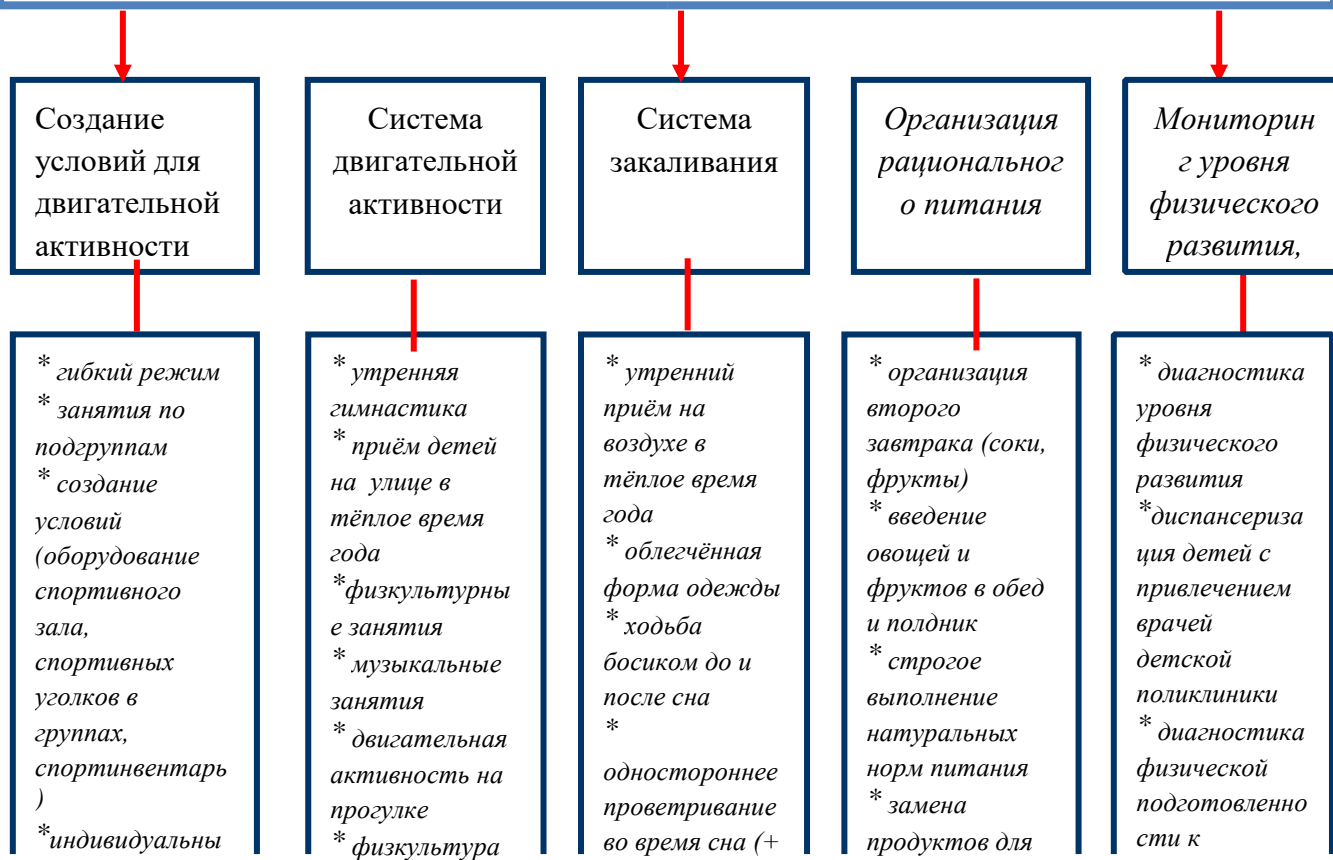 Создание
условий для
двигательной
активности
Система
двигательной
активности
Система
закаливания
Организация
рациональног
о питания
Мониторин
г уровня
физического
развития,
* гибкий режим
* занятия по
подгруппам
* создание
условий
(оборудование
спортивного
зала,
спортивных
уголков в
группах,
спортинвентарь
)
*индивидуальны
* утренняя
гимнастика
* приём детей
на улице в
тёплое время
года
*физкультурны
е занятия
* музыкальные
занятия
* двигательная
активность на
прогулке
* физкультура
* утренний
приём на
воздухе в
тёплое время
года
* облегчённая
форма одежды
* ходьба
босиком до и
после сна
*
одностороннее
проветривание
во время сна (+
* организация
второго
завтрака (соки,
фрукты)
* введение
овощей и
фруктов в обед
и полдник
* строгое
выполнение
натуральных
норм питания
* замена
продуктов для
* диагностика
уровня
физического
развития
*диспансериза
ция детей с
привлечением
врачей
детской
поликлиники
* диагностика
физической
подготовленно
сти к